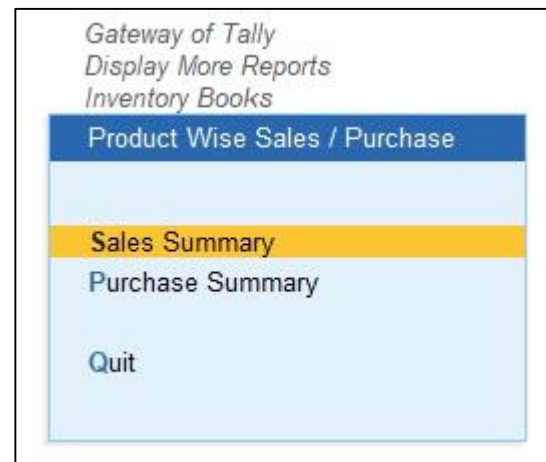 Gateway of Tally
Display More Reports
Inventory Books
Product Wise Sales / Purchase
Sales Summary
Purchase Summary
Quit